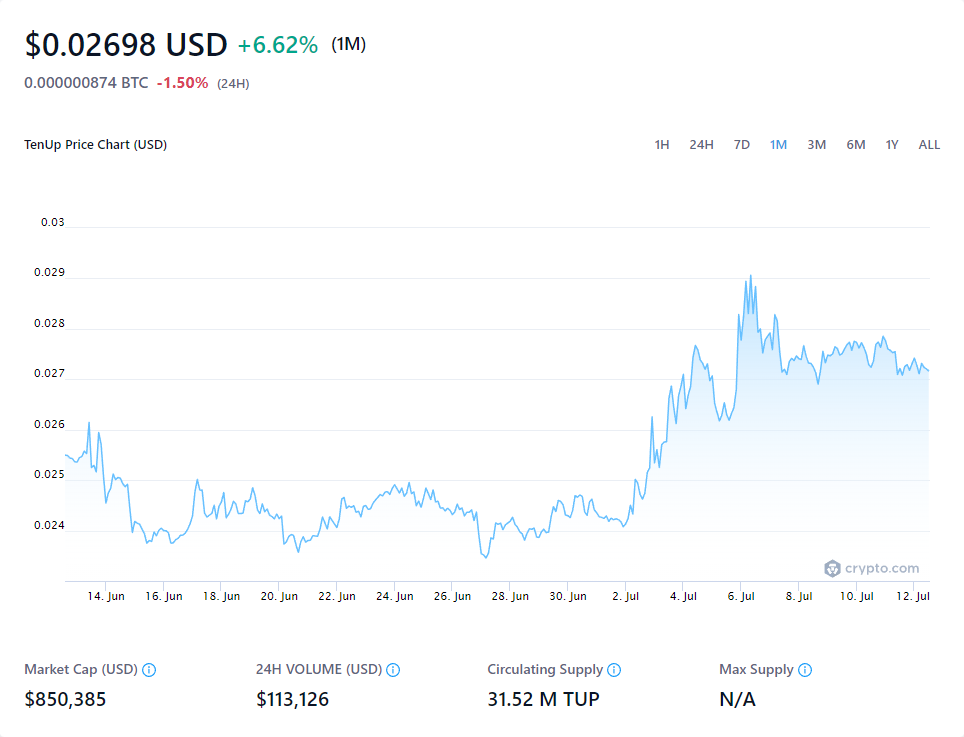 $0.02698 USD +6.62% (1M)
0.000000874 BTC -1.50% (24H)
TenUp Price Chart (USD) 1H 24H 7D 1M 3M 6M 1Y ALL
0.03
0.029
0.028
0.027
0.026
0.025
0.024
crypto.com
14. Jun 16. Jun 18. Jun 20. Jun 22. Jun 24. Jun 26. Jun 28. Jun 30. Jun 2. Jul 4. Jul 6. Jul 8. Jul 10. Jul 12. Jul
Market Cap (USD) 24H VOLUME (USD) Circulating Supply Max Supply
$850,385 $113,126 31.52 M TUP N/A